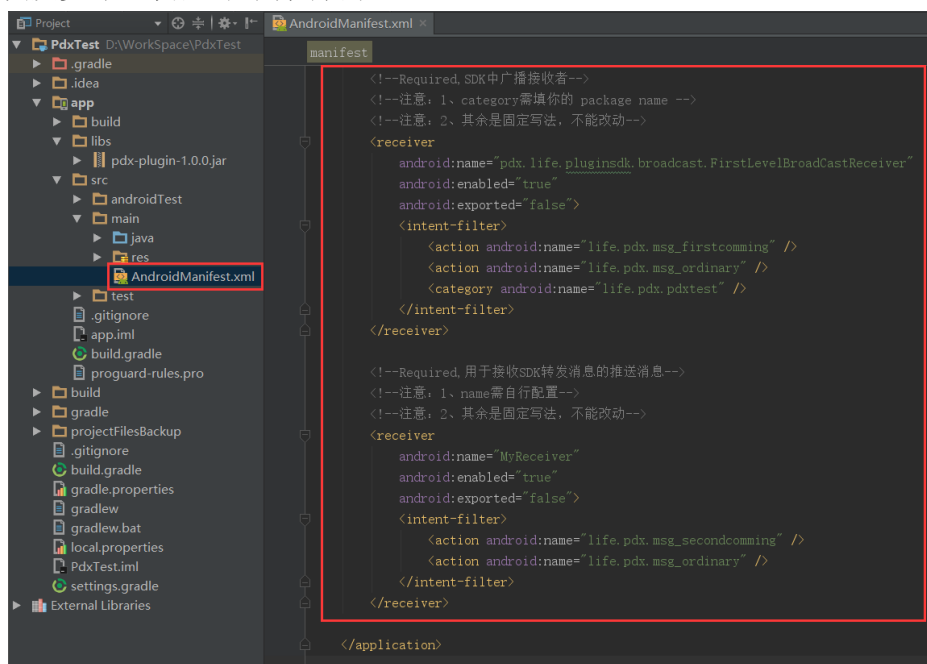 Project
AndroidManifest.xml
PdxTest D:\WorkSpace\PdxTest
.gradle
.idea
app
build
libs
pdx-plugin-1.0.0.jar
src
androidTest
main
java
res
AndroidManifest.xml
test
.gitignore
app.iml
build.gradle
proguard-rules.pro
build
gradle
projectFilesBackup
.gitignore
build.gradle
gradle.properties
gradlew
gradlew.bat
local.properties
PdxTest.iml
settings.gradle
External Libraries
manifest
<!--Required,SDK中广播接收者-->
<!--注意：1、category需填你的 package name -->
<!--注意：2、其余是固定写法，不能改动-->
<receiver
android:name="pdx.life.pluginsdk.broadcast.FirstLevelBroadCastReceiver"
android:enabled="true"
android:exported="false">
<intent-filter>
<action android:name="life.pdx.msg_firstcomming" />
<action android:name="life.pdx.msg_ordinary" />
<category android:name="life.pdx.pdxtest" />
</intent-filter>
</receiver>
<!--Required,用于接收SDK转发消息的推送消息-->
<!--注意：1、name需自行配置-->
<!--注意：2、其余是固定写法，不能改动-->
<receiver
android:name="MyReceiver"
android:enabled="true"
android:exported="false">
<intent-filter>
<action android:name="life.pdx.msg_secondcomming" />
<action android:name="life.pdx.msg_ordinary" />
</intent-filter>
</receiver>
</application>